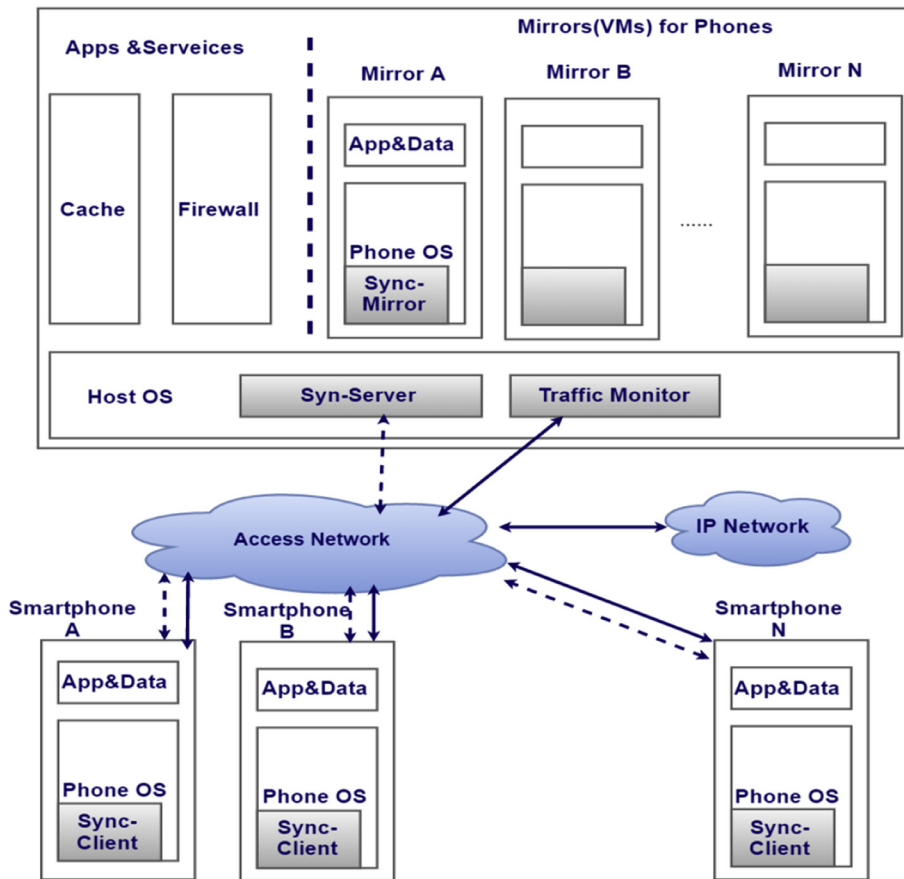 Mirrors(VMs) for Phones
Apps &Serveices
Mirror A
Mirror B
Mirror N
App&Data
Cache
Firewall
Phone OS
Sync-
Mirror
......
Host OS
Syn-Server
Traffic Monitor
Access Network
IP Network
Smartphone
A
Smartphone
B
Smartphone
N
App&Data
App&Data
App&Data
Phone OS
Phone OS
Phone OS
Sync-
Client
Sync-
Client
Sync-
Client